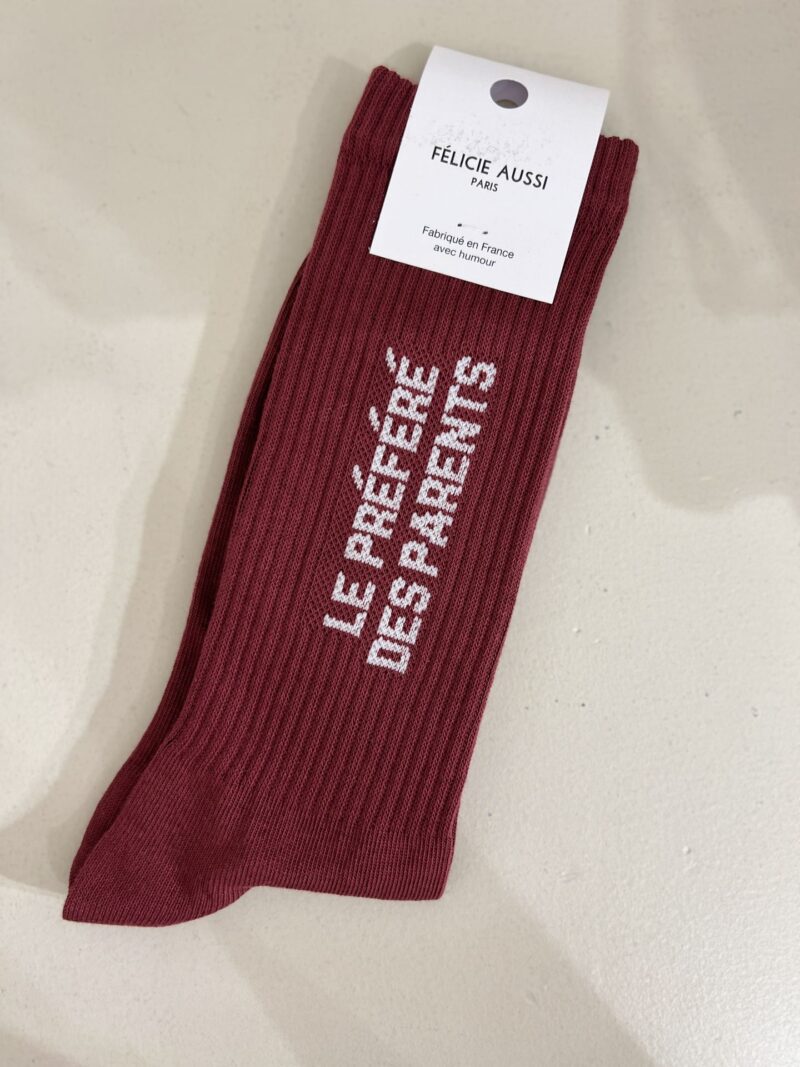 FÉLICIE AUSSI
PARIS
Fabriqué en France
avec humour
LE PRÉFÉRÉ
DES PARENTS